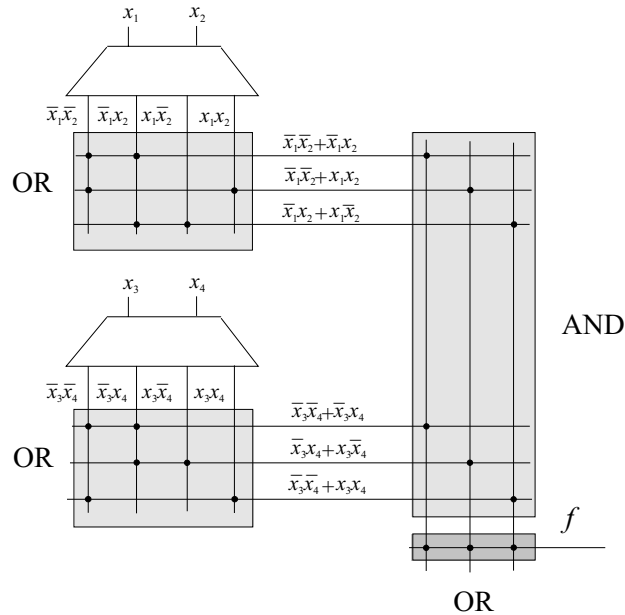 x₁ x₂
x̅₁x̅₂ x̅₁x₂ x₁x̅₂ x₁x₂
x̅₁x̅₂+x̅₁x₂
OR
x̅₁x̅₂+x₁x₂
x̅₁x₂+x₁x̅₂
x₃ x₄
AND
x̅₃x̅₄ x̅₃x₄ x₃x̅₄ x₃x₄
x̅₃x̅₄+x̅₃x₄
OR
x̅₃x₄+x₃x̅₄
x̅₃x̅₄+x₃x₄
f
OR